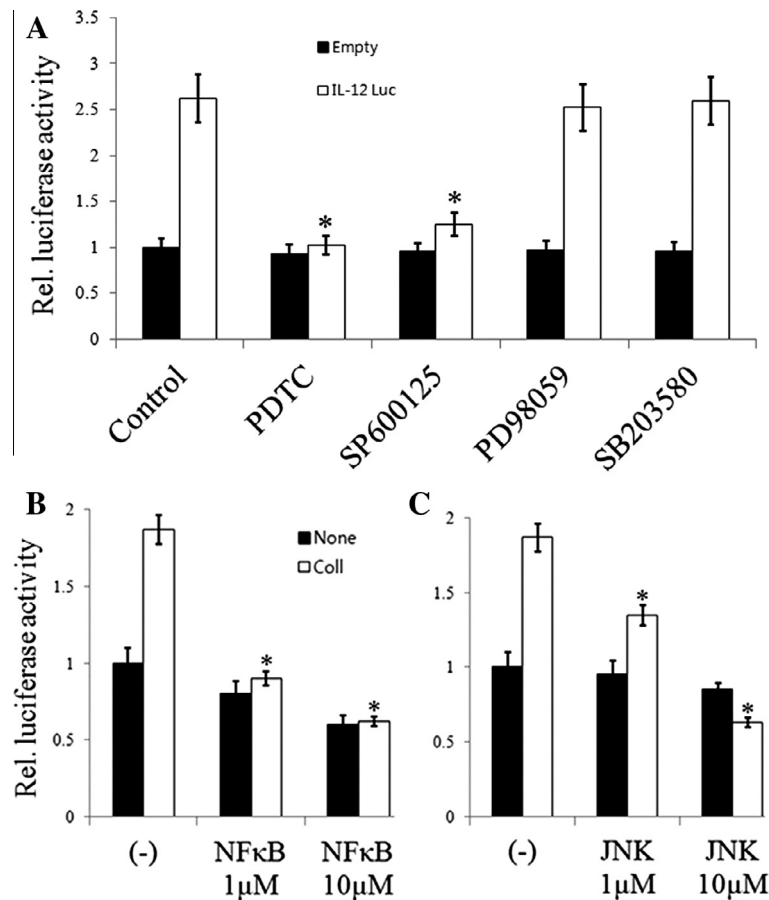 A
Rel. luciferase activity
3.5
3
2.5
2
1.5
1
0.5
0
Empty
IL-12 Luc
*
*
Control
PDTC
SP600125
PD98059
SB203580
B
Rel. luciferase activity
2
1.5
1
0.5
0
None
Coll
*
*
(-)
NFκB
1μM
NFκB
10μM
C
2
1.5
1
0.5
0
*
*
(-)
JNK
1μM
JNK
10μM